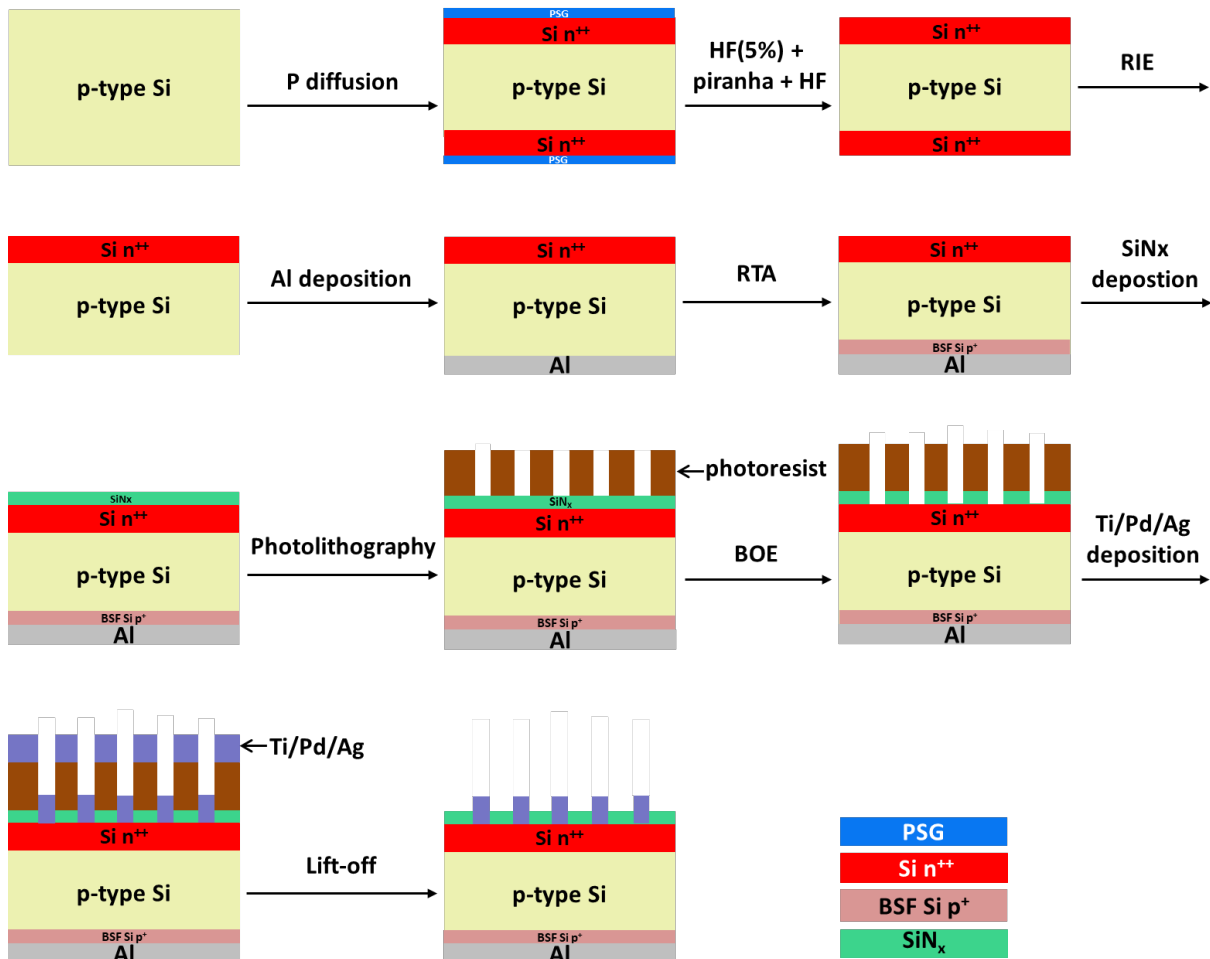 p-type Si
P diffusion
PSG
Si n++
p-type Si
Si n++
PSG
HF(5%) +
piranha + HF
Si n++
p-type Si
Si n++
RIE
Si n++
p-type Si
Al deposition
Si n++
p-type Si
Al
RTA
Si n++
p-type Si
BSF Si p+
Al
SiNx
depostion
SiNx
Si n++
p-type Si
BSF Si p+
Al
Photolithography
photoresist
SiNx
Si n++
p-type Si
BSF Si p+
Al
BOE
Si n++
p-type Si
BSF Si p+
Al
Ti/Pd/Ag
deposition
Ti/Pd/Ag
Si n++
p-type Si
BSF Si p+
Al
Lift-off
Si n++
p-type Si
BSF Si p+
Al
PSG
Si n++
BSF Si p+
SiNx